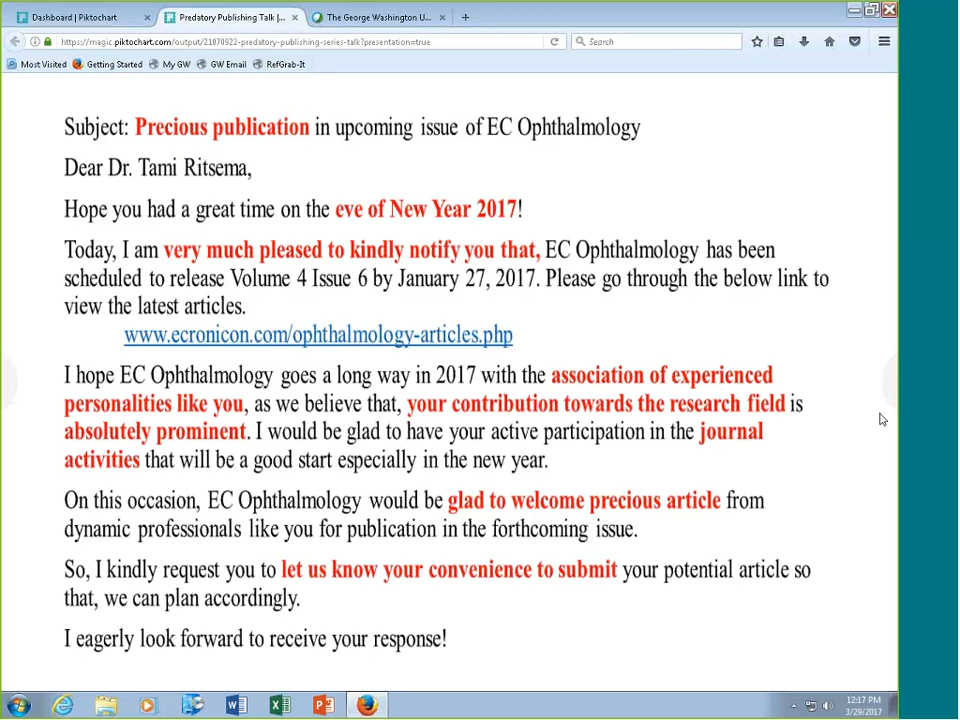 Dashboard | Piktochart
Predatory Publishing Talk |...
The George Washington U...
https://magic.piktochart.com/output/21070922-predatory-publishing-series-talk?presentation=true
Search
Most Visited
Getting Started
My GW
GW Email
RefGrab-It
Subject: Precious publication in upcoming issue of EC Ophthalmology
Dear Dr. Tami Ritsema,
Hope you had a great time on the eve of New Year 2017!
Today, I am very much pleased to kindly notify you that, EC Ophthalmology has been
scheduled to release Volume 4 Issue 6 by January 27, 2017. Please go through the below link to
view the latest articles.
www.ecronicon.com/ophthalmology-articles.php
I hope EC Ophthalmology goes a long way in 2017 with the association of experienced
personalities like you, as we believe that, your contribution towards the research field is
absolutely prominent. I would be glad to have your active participation in the journal
activities that will be a good start especially in the new year.
On this occasion, EC Ophthalmology would be glad to welcome precious article from
dynamic professionals like you for publication in the forthcoming issue.
So, I kindly request you to let us know your convenience to submit your potential article so
that, we can plan accordingly.
I eagerly look forward to receive your response!
12:17 PM
3/29/2017